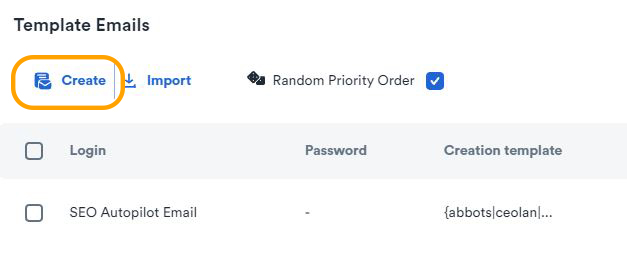 Template Emails
Create Import Random Priority Order
Login Password Creation template
SEO Autopilot Email - {abbots|ceolan|...